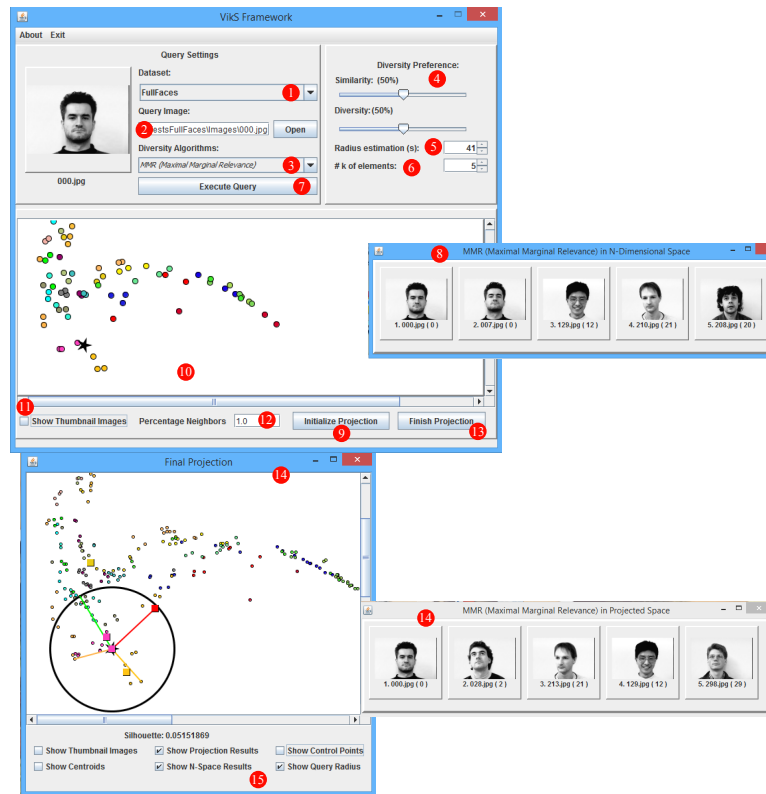 VikS Framework
About Exit
Query Settings
Dataset:
FullFaces
1
Query Image:
2
estsFullFaces\Images\000.jpg
Open
Diversity Algorithms:
MMR (Maximal Marginal Relevance)
3
000.jpg
Execute Query
7
Diversity Preference:
Similarity: (50%)
4
Diversity: (50%)
Radius estimation (s):
5
41
# k of elements:
6
5
10
11
Show Thumbnail Images
Percentage Neighbors
1.0
12
Initialize Projection
Finish Projection
9
13
8
MMR (Maximal Marginal Relevance) in N-Dimensional Space
1. 000.jpg ( 0 )
2. 007.jpg ( 0 )
3. 129.jpg ( 12 )
4. 210.jpg ( 21 )
5. 208.jpg ( 20 )
Final Projection
14
Silhouette: 0.05151869
Show Thumbnail Images
Show Projection Results
Show Control Points
Show Centroids
Show N-Space Results
Show Query Radius
15
14
MMR (Maximal Marginal Relevance) in Projected Space
1. 000.jpg ( 0 )
2. 028.jpg ( 2 )
3. 213.jpg ( 21 )
4. 129.jpg ( 12 )
5. 298.jpg ( 29 )